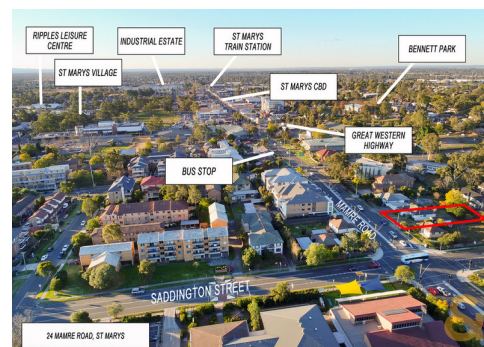 RIPPLES LEISURE
CENTRE
INDUSTRIAL ESTATE
ST MARYS
TRAIN STATION
BENNETT PARK
ST MARYS VILLAGE
ST MARYS CBD
GREAT WESTERN
HIGHWAY
BUS STOP
MAMRE ROAD
SADDINGTON STREET
24 MAMRE ROAD, ST MARYS